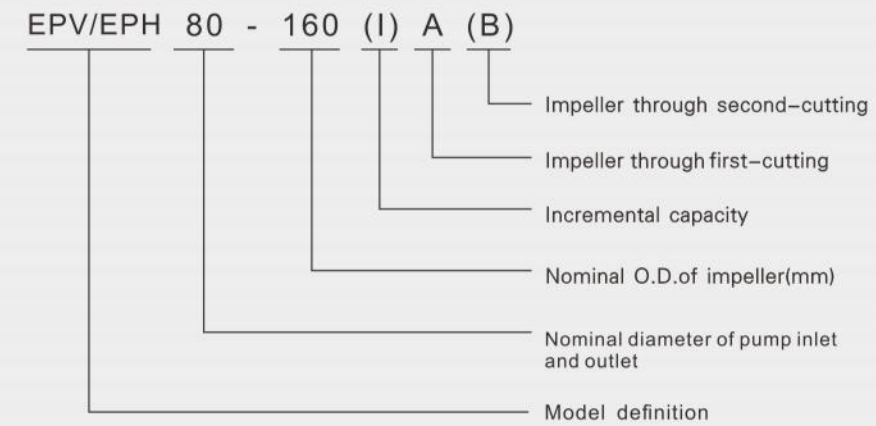 EPV/EPH 80 - 160 (I) A (B)
Impeller through second-cutting
Impeller through first-cutting
Incremental capacity
Nominal O.D.of impeller(mm)
Nominal diameter of pump inlet
and outlet
Model definition